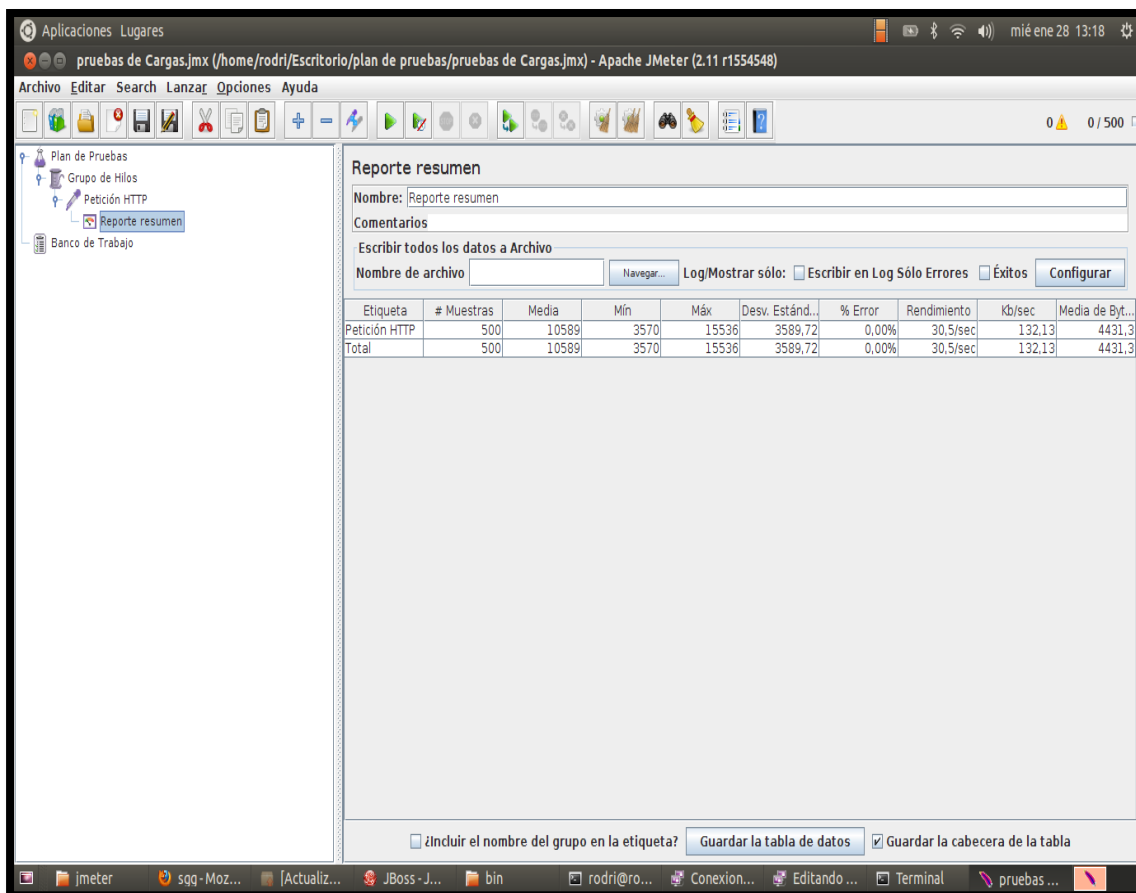 Aplicaciones Lugares mié ene 28 13:18
pruebas de Cargas.jmx (/home/rodri/Escritorio/plan de pruebas/pruebas de Cargas.jmx) - Apache JMeter (2.11 r1554548)
Archivo Editar Search Lanzar Opciones Ayuda
0 0 / 500
Plan de Pruebas
Grupo de Hilos
Petición HTTP
Reporte resumen
Banco de Trabajo
Reporte resumen
Nombre: Reporte resumen
Comentarios
Escribir todos los datos a Archivo
Nombre de archivo Navegar... Log/Mostrar sólo: Escribir en Log Sólo Errores Éxitos Configurar
Etiqueta # Muestras Media Mín Máx Desv. Estánd... % Error Rendimiento Kb/sec Media de Byt...
Petición HTTP 500 10589 3570 15536 3589,72 0,00% 30,5/sec 132,13 4431,3
Total 500 10589 3570 15536 3589,72 0,00% 30,5/sec 132,13 4431,3
¿Incluir el nombre del grupo en la etiqueta? Guardar la tabla de datos Guardar la cabecera de la tabla
jmeter sgg - Moz... [Actualiz... JBoss - J... bin rodri@ro... Conexion... Editando ... Terminal pruebas ...